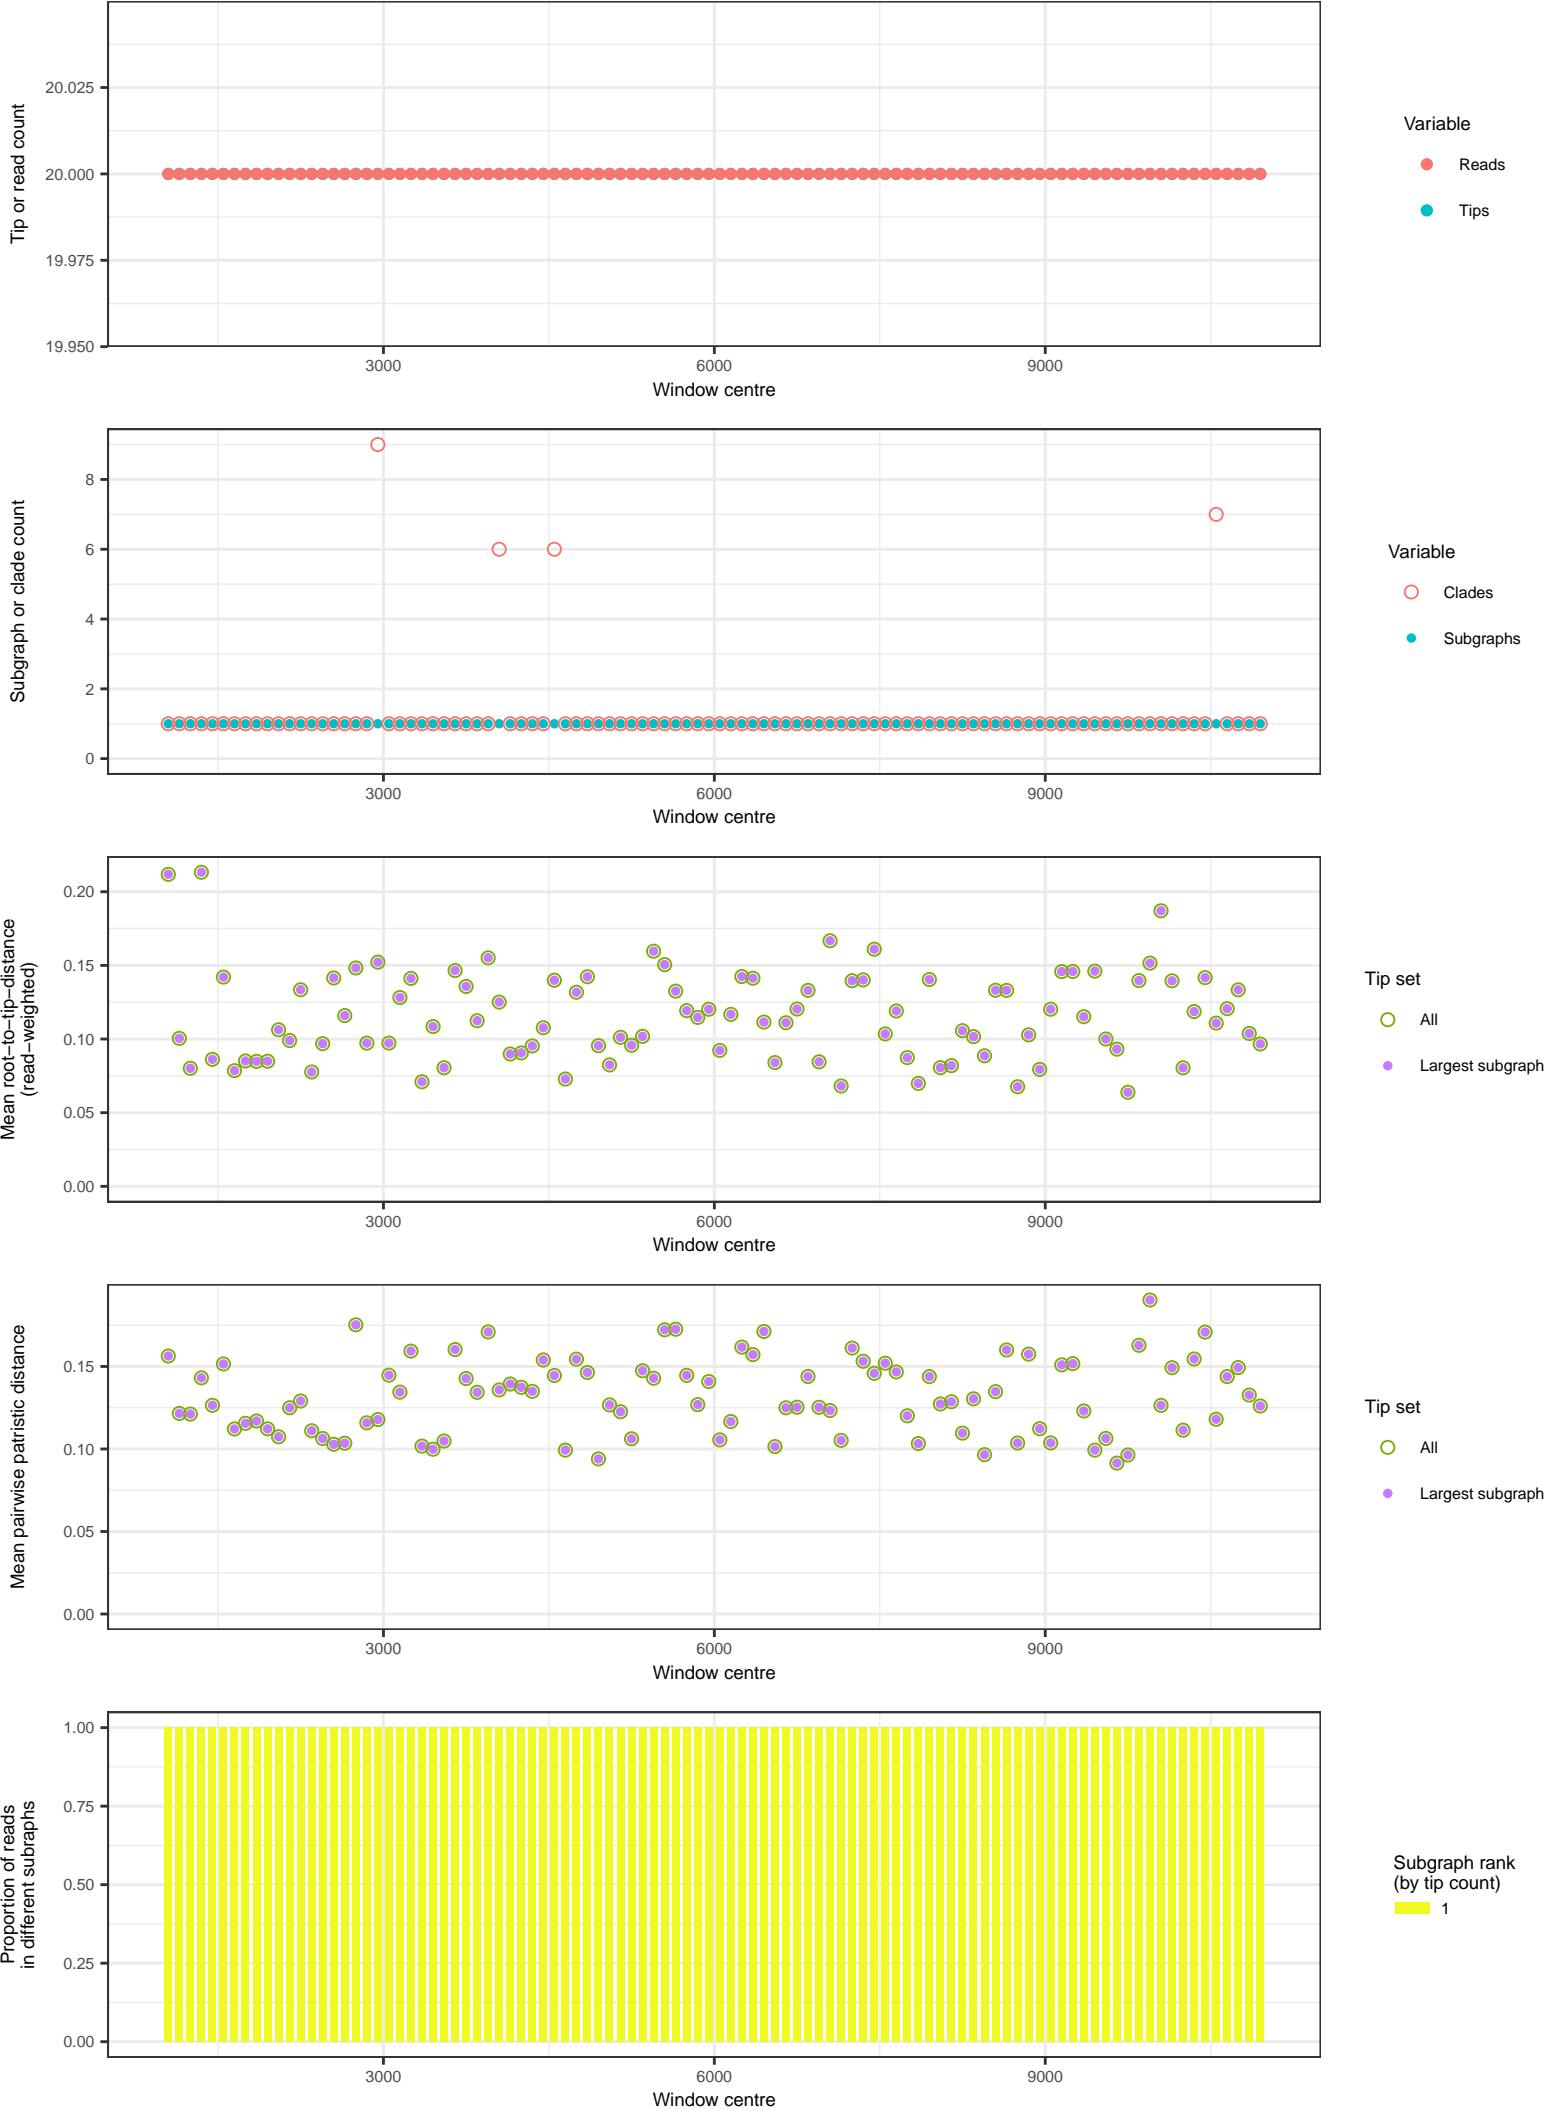 20.025
20.000
19.975
19.950
Tip or read count
3000 6000 9000
Window centre
Variable
Reads
Tips
8
6
4
2
0
Subgraph or clade count
3000 6000 9000
Window centre
Variable
Clades
Subgraphs
0.20
0.15
0.10
0.05
0.00
Mean root−to−tip−distance
(read−weighted)
3000 6000 9000
Window centre
Tip set
All
Largest subgraph
0.15
0.10
0.05
0.00
Mean pairwise patristic distance
3000 6000 9000
Window centre
Tip set
All
Largest subgraph
1.00
0.75
0.50
0.25
0.00
Proportion of reads
in different subraphs
3000 6000 9000
Window centre
Subgraph rank
(by tip count)
1